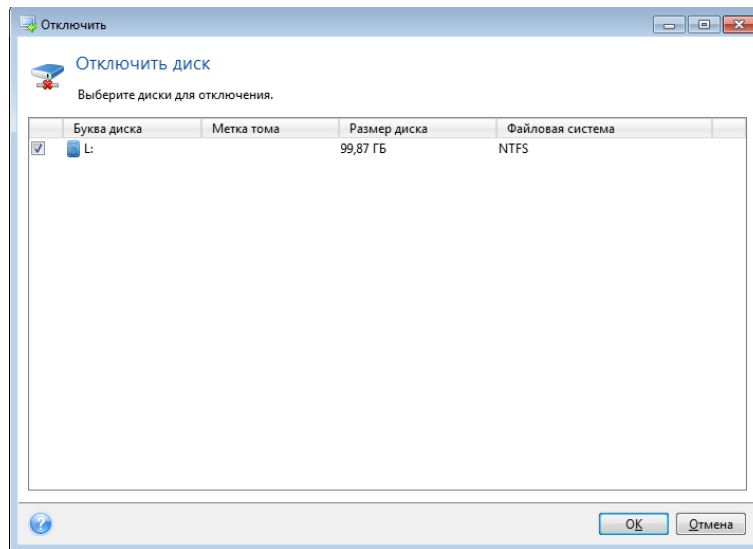 Отключить
Отключить диск
Выберите диски для отключения.
Буква диска Метка тома Размер диска Файловая система
L: 99,87 ГБ NTFS
OK Отмена